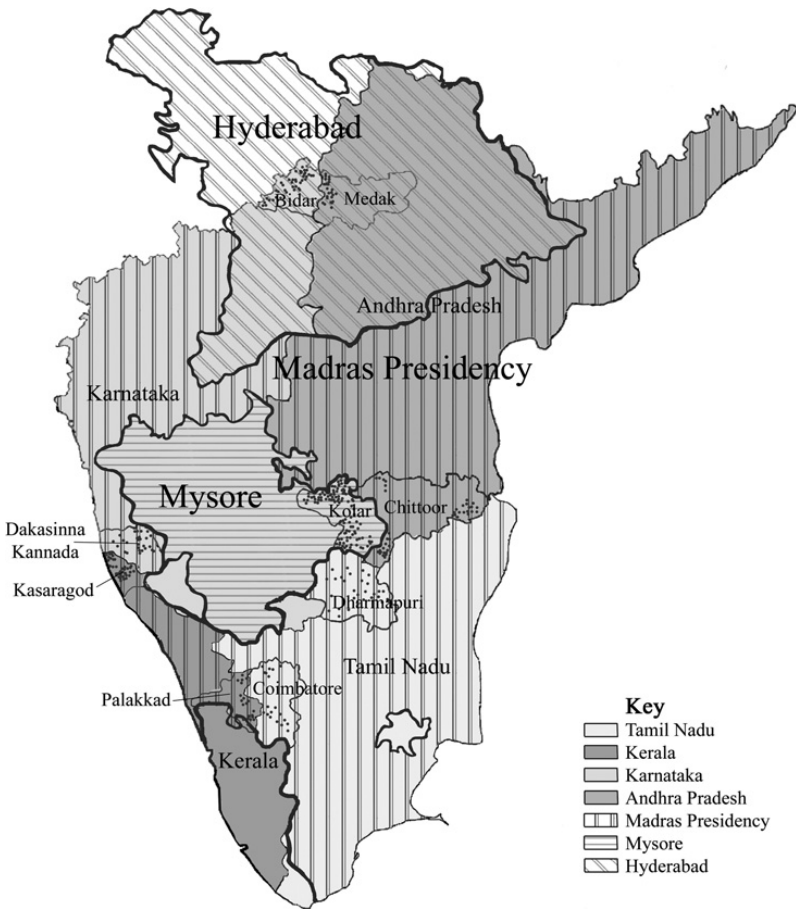 Hyderabad
Bidar
Medak
Andhra Pradesh
Madras Presidency
Karnataka
Mysore
Kolar
Chittoor
Dakasinna
Kannada
Kasaragod
Dharmapuri
Tamil Nadu
Palakkad
Coimbatore
Kerala
Key
Tamil Nadu
Kerala
Karnataka
Andhra Pradesh
Madras Presidency
Mysore
Hyderabad